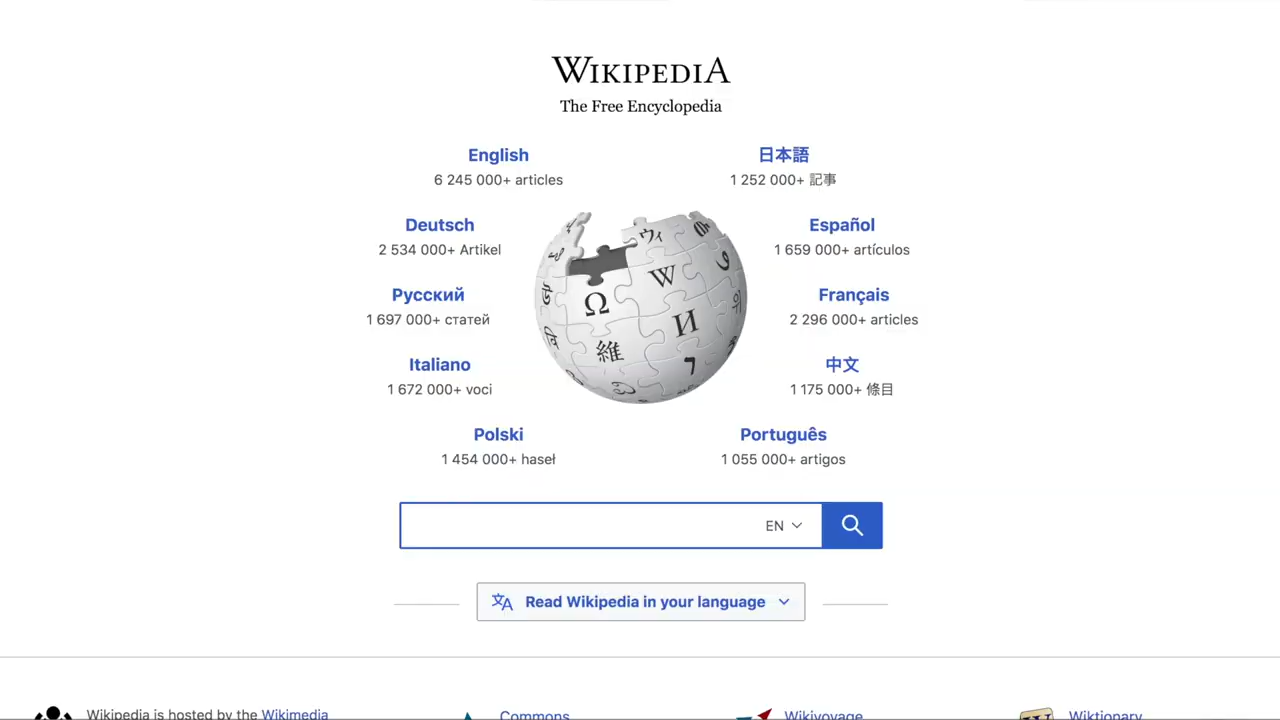 WIKIPEDIA
The Free Encyclopedia
English
6 245 000+ articles
日本語
1 252 000+ 記事
Deutsch
2 534 000+ Artikel
Español
1 659 000+ artículos
Русский
1 697 000+ статей
Français
2 296 000+ articles
Italiano
1 672 000+ voci
中文
1 175 000+ 條目
Polski
1 454 000+ haseł
Português
1 055 000+ artigos
ウィ
W
Ω
И
維
EN
Read Wikipedia in your language
Wikipedia is hosted by the Wikimedia
Commons
Wikivoyage
Wiktionary